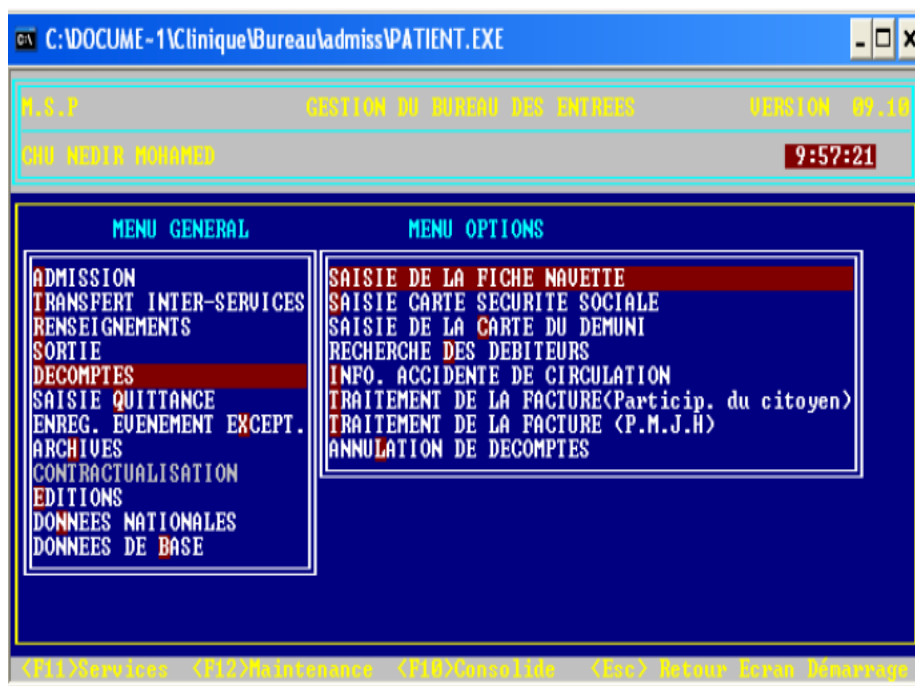 C:\DOCUME~1\Clinique\Bureau\admiss\PATIENT.EXE
M.S.P GESTION DU BUREAU DES ENTREES VERSION 09.10
CHU NEDIR MOHAMED 9:57:21
MENU GENERAL
ADMISSION
TRANSFERT INTER-SERVICES
RENSEIGNEMENTS
SORTIE
DECOMPTES
SAISIE QUITTANCE
ENREG. EVENEMENT EXCEPT.
ARCHIVES
CONTRACTUALISATION
EDITIONS
DONNEES NATIONALES
DONNEES DE BASE
MENU OPTIONS
SAISIE DE LA FICHE NAVETTE
SAISIE CARTE SECURITE SOCIALE
SAISIE DE LA CARTE DU DEMUNI
RECHERCHE DES DEBITEURS
INFO. ACCIDENTE DE CIRCULATION
TRAITEMENT DE LA FACTURE(Particip. du citoyen)
TRAITEMENT DE LA FACTURE (P.M.J.H)
ANNULATION DE DECOMPTES
<F11>Services <F12>Maintenance <F10>Consolide <Esc> Retour Ecran Démarrage